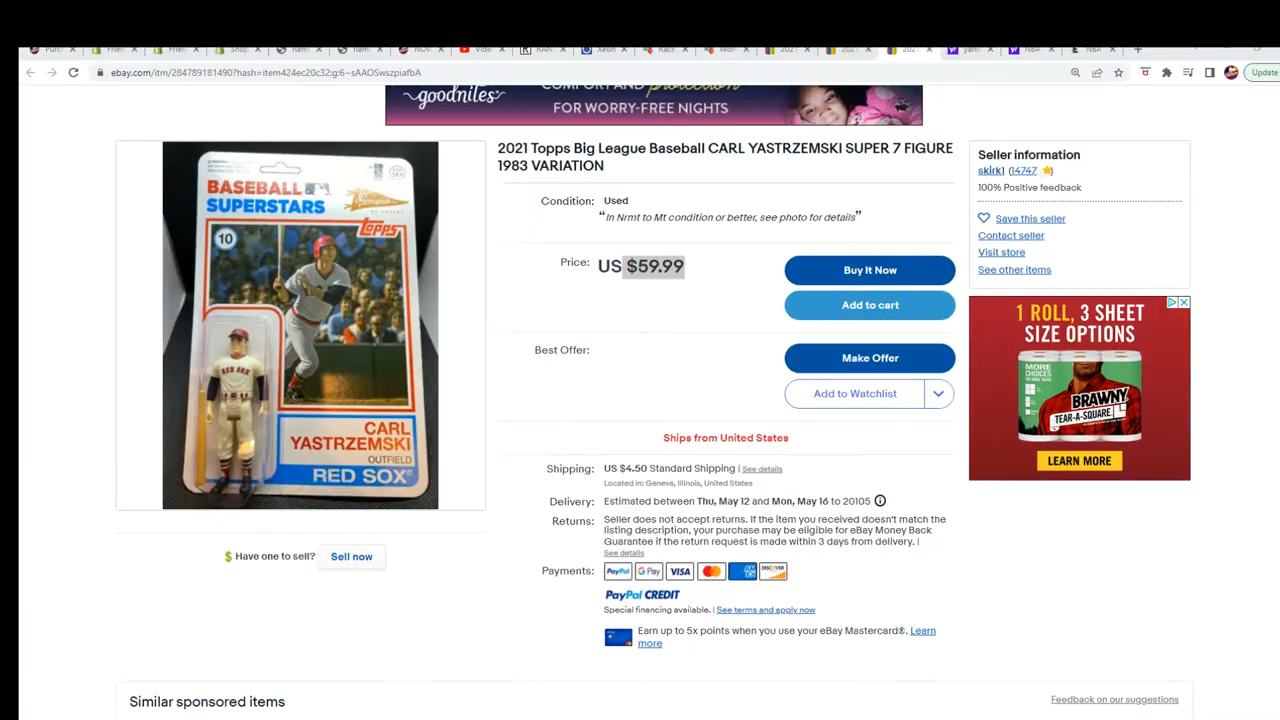 ebay.com/itm/284789181490?hash=item424ec20c32:g:6~sAAOSwszpiafbA
Update
goodnites
COMFORT AND protection
FOR WORRY-FREE NIGHTS
BASEBALL
SUPERSTARS
topps
10
RED SOX
CARL
YASTRZEMSKI
OUTFIELD
RED SOX
2021 Topps Big League Baseball CARL YASTRZEMSKI SUPER 7 FIGURE
1983 VARIATION
Condition: Used
“In Nrmt to Mt condition or better, see photo for details”
Price: US $59.99
Buy It Now
Add to cart
Best Offer:
Make Offer
Add to Watchlist
Ships from United States
Shipping: US $4.50 Standard Shipping | See details
Located in: Geneva, Illinois, United States
Delivery: Estimated between Thu, May 12 and Mon, May 16 to 20105
Returns: Seller does not accept returns. If the item you received doesn't match the
listing description, your purchase may be eligible for eBay Money Back
Guarantee if the return request is made within 3 days from delivery. |
See details
Payments: PayPal G Pay VISA DISCOVER
PayPal CREDIT
Special financing available. | See terms and apply now
Earn up to 5x points when you use your eBay Mastercard®. Learn
more
Have one to sell? Sell now
Seller information
skirk1 (14747)
100% Positive feedback
Save this seller
Contact seller
Visit store
See other items
1 ROLL, 3 SHEET
SIZE OPTIONS
BRAWNY
TEAR-A-SQUARE
LEARN MORE
Similar sponsored items
Feedback on our suggestions